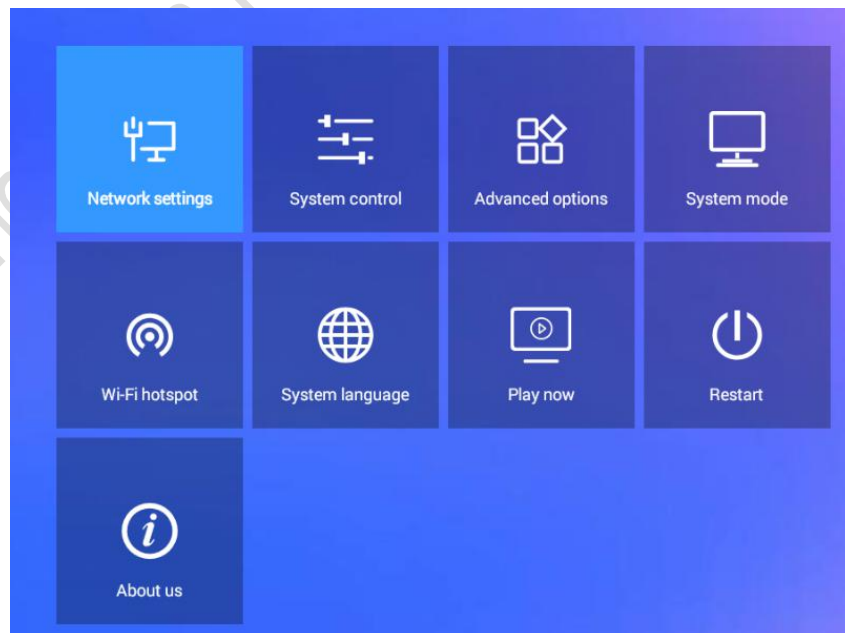 Network settings
System control
Advanced options
System mode
Wi-Fi hotspot
System language
Play now
Restart
About us